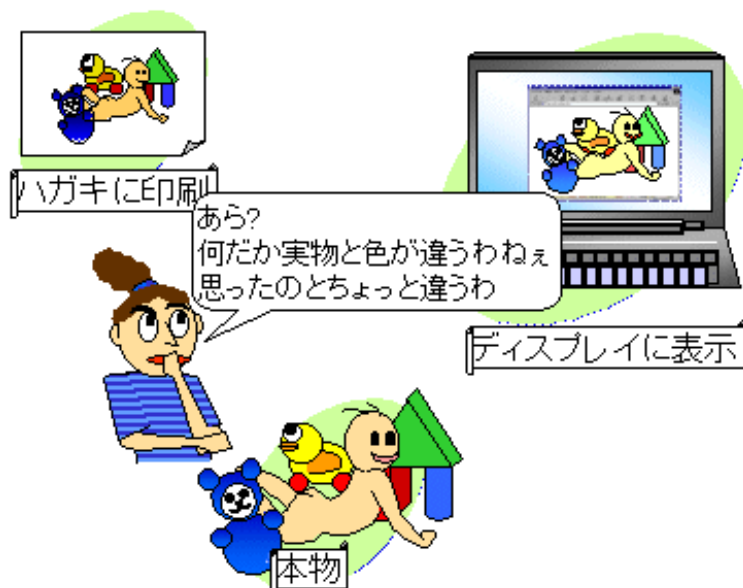 ハガキに印刷
あら?
何だか実物と色が違うわねぇ
思ったのとちょっと違うわ
ディスプレイに表示
本物